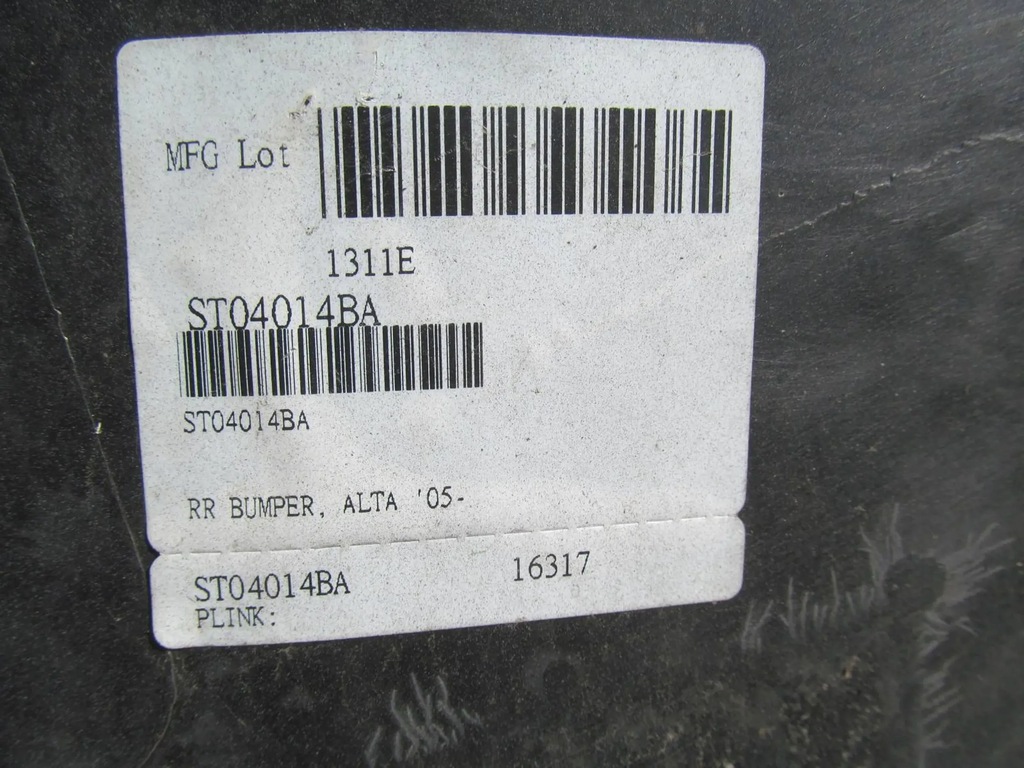 MFG Lot
1311E
ST04014BA
ST04014BA
RR BUMPER, ALTA '05-
ST04014BA 16317
PLINK: